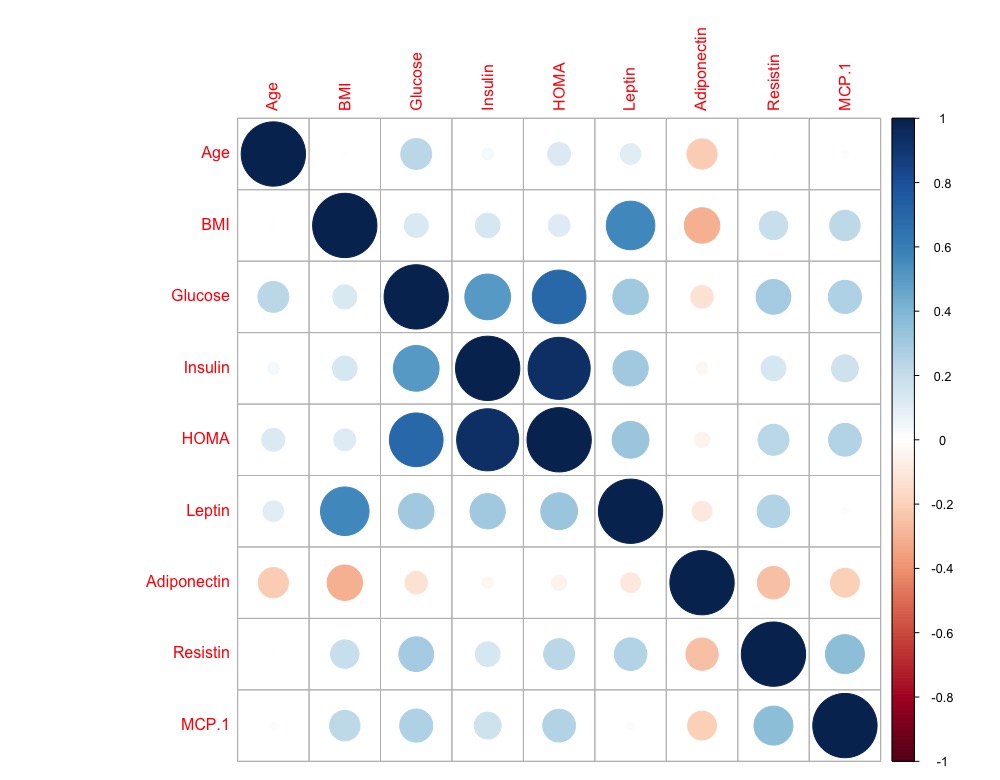 Age
BMI
Glucose
Insulin
HOMA
Leptin
Adiponectin
Resistin
MCP.1
Age
BMI
Glucose
Insulin
HOMA
Leptin
Adiponectin
Resistin
MCP.1
1
0.8
0.6
0.4
0.2
0
-0.2
-0.4
-0.6
-0.8
-1